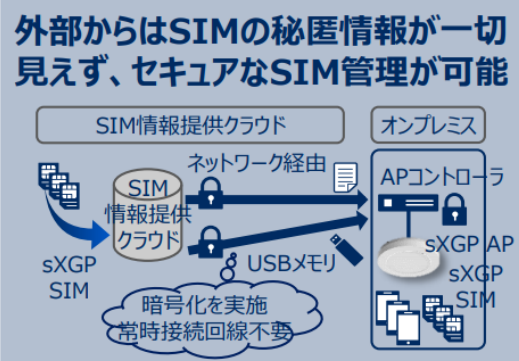 外部からはSIMの秘匿情報が一切
見えず、セキュアなSIM管理が可能
SIM情報提供クラウド
オンプレミス
ネットワーク経由
APコントローラ
SIM
情報提供
クラウド
sXGP
SIM
USBメモリ
sXGP AP
sXGP
SIM
暗号化を実施
常時接続回線不要